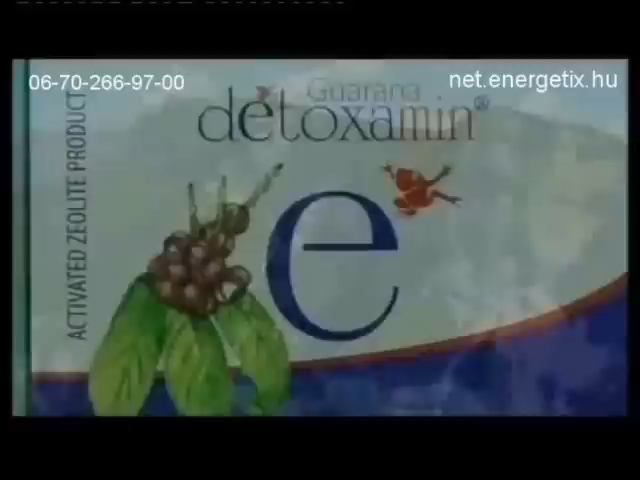 06-70-266-97-00
net.energetix.hu
Guarana
detoxamin®
e
ACTIVATED ZEOLITE PRODUCT